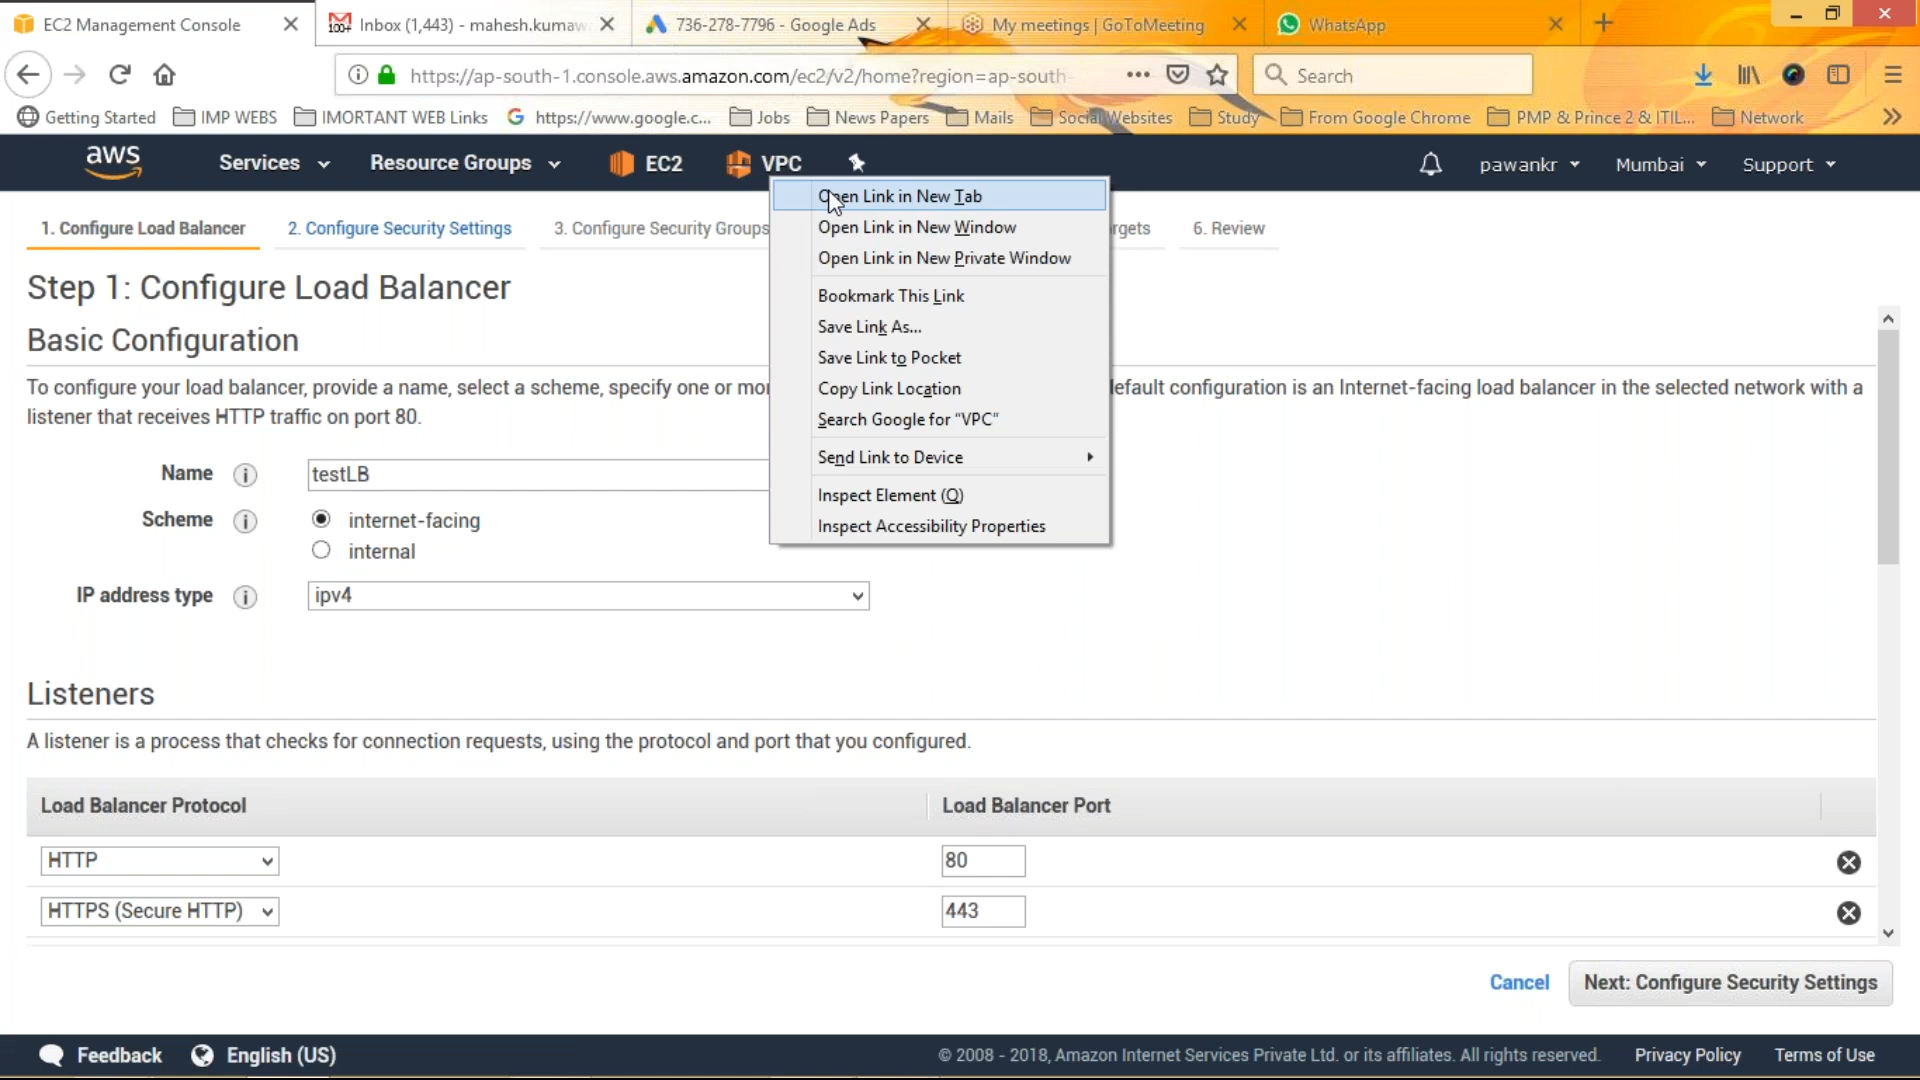 EC2 Management Console
Inbox (1,443) - mahesh.kumaw
736-278-7796 - Google Ads
My meetings | GoToMeeting
WhatsApp
https://ap-south-1.console.aws.amazon.com/ec2/v2/home?region=ap-south-
Search
Getting Started
IMP WEBS
IMORTANT WEB Links
https://www.google.c...
Jobs
News Papers
Mails
Social Websites
Study
From Google Chrome
PMP & Prince 2 & ITIL...
Network
aws
Services
Resource Groups
EC2
VPC
pawankr
Mumbai
Support
1. Configure Load Balancer
2. Configure Security Settings
3. Configure Security Groups
rgets
6. Review
Open Link in New Tab
Open Link in New Window
Open Link in New Private Window
Bookmark This Link
Save Link As...
Save Link to Pocket
Copy Link Location
Search Google for “VPC”
Send Link to Device
Inspect Element (Q)
Inspect Accessibility Properties
Step 1: Configure Load Balancer
Basic Configuration
To configure your load balancer, provide a name, select a scheme, specify one or mo efault configuration is an Internet-facing load balancer in the selected network with a
listener that receives HTTP traffic on port 80.
Name
testLB
Scheme
internet-facing
internal
IP address type
ipv4
Listeners
A listener is a process that checks for connection requests, using the protocol and port that you configured.
Load Balancer Protocol
Load Balancer Port
HTTP
80
HTTPS (Secure HTTP)
443
Cancel
Next: Configure Security Settings
Feedback
English (US)
© 2008 - 2018, Amazon Internet Services Private Ltd. or its affiliates. All rights reserved.
Privacy Policy
Terms of Use